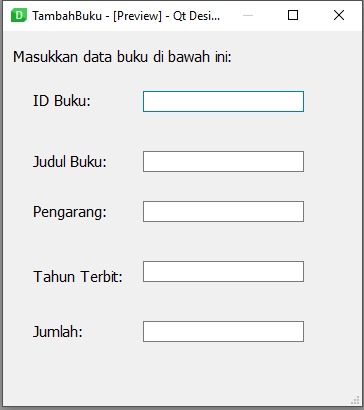 TambahBuku - [Preview] - Qt Desi...
Masukkan data buku di bawah ini:
ID Buku:
Judul Buku:
Pengarang:
Tahun Terbit:
Jumlah: